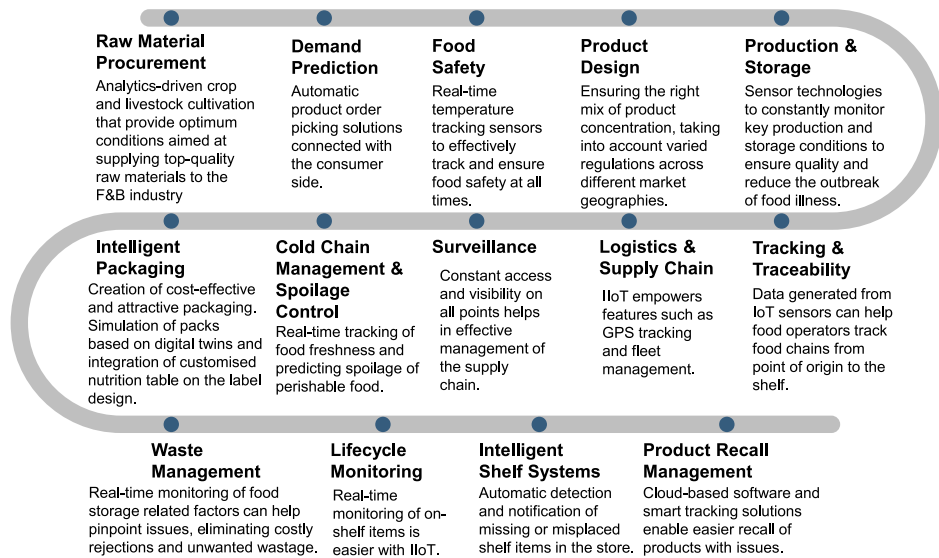 Raw Material
Procurement
Analytics-driven crop
and livestock cultivation
that provide optimum
conditions aimed at
supplying top-quality
raw materials to the
F&B industry
Demand
Prediction
Automatic
product order
picking solutions
connected with
the consumer
side.
Food
Safety
Real-time
temperature
tracking sensors
to effectively
track and ensure
food safety at all
times.
Product
Design
Ensuring the right
mix of product
concentration, taking
into account varied
regulations across
different market
geographies.
Production &
Storage
Sensor technologies
to constantly monitor
key production and
storage conditions to
ensure quality and
reduce the outbreak
of food illness.
Intelligent
Packaging
Creation of cost-effective
and attractive packaging.
Simulation of packs
based on digital twins and
integration of customised
nutrition table on the label
design.
Cold Chain
Management &
Spoilage
Control
Real-time tracking of
food freshness and
predicting spoilage of
perishable food.
Surveillance
Constant access
and visibility on
all points helps
in effective
management of
the supply
chain.
Logistics &
Supply Chain
IIoT empowers
features such as
GPS tracking
and fleet
management.
Tracking &
Traceability
Data generated from
IoT sensors can help
food operators track
food chains from
point of origin to the
shelf.
Waste
Management
Real-time monitoring of food
storage related factors can help
pinpoint issues, eliminating costly
rejections and unwanted wastage.
Lifecycle
Monitoring
Real-time
monitoring of on-
shelf items is
easier with IIoT.
Intelligent
Shelf Systems
Automatic detection
and notification of
missing or misplaced
shelf items in the store.
Product Recall
Management
Cloud-based software and
smart tracking solutions
enable easier recall of
products with issues.